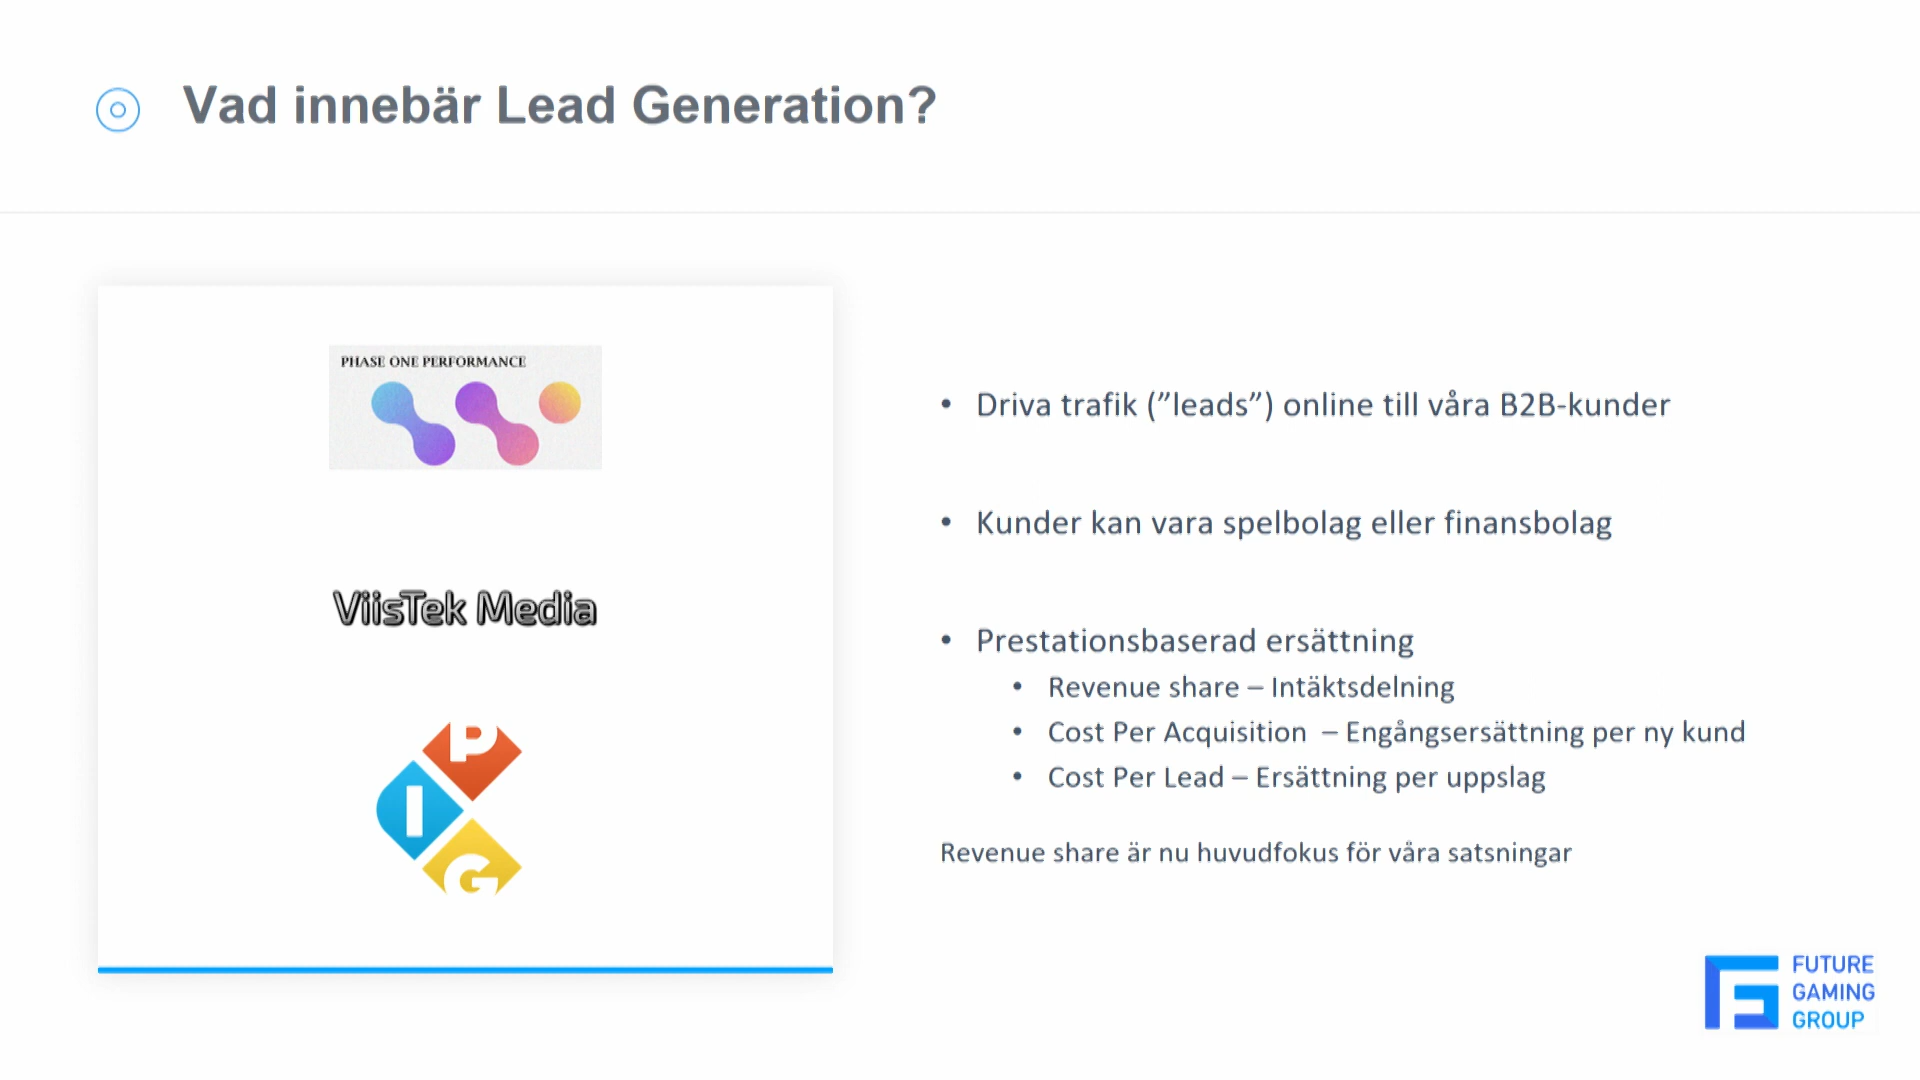 Vad innebär Lead Generation?
PHASE ONE PERFORMANCE
ViisTek Media
P
I
G
• Driva trafik (”leads”) online till våra B2B-kunder
• Kunder kan vara spelbolag eller finansbolag
• Prestationsbaserad ersättning
• Revenue share – Intäktsdelning
• Cost Per Acquisition – Engångsersättning per ny kund
• Cost Per Lead – Ersättning per uppslag
Revenue share är nu huvudfokus för våra satsningar
FUTURE
GAMING
GROUP